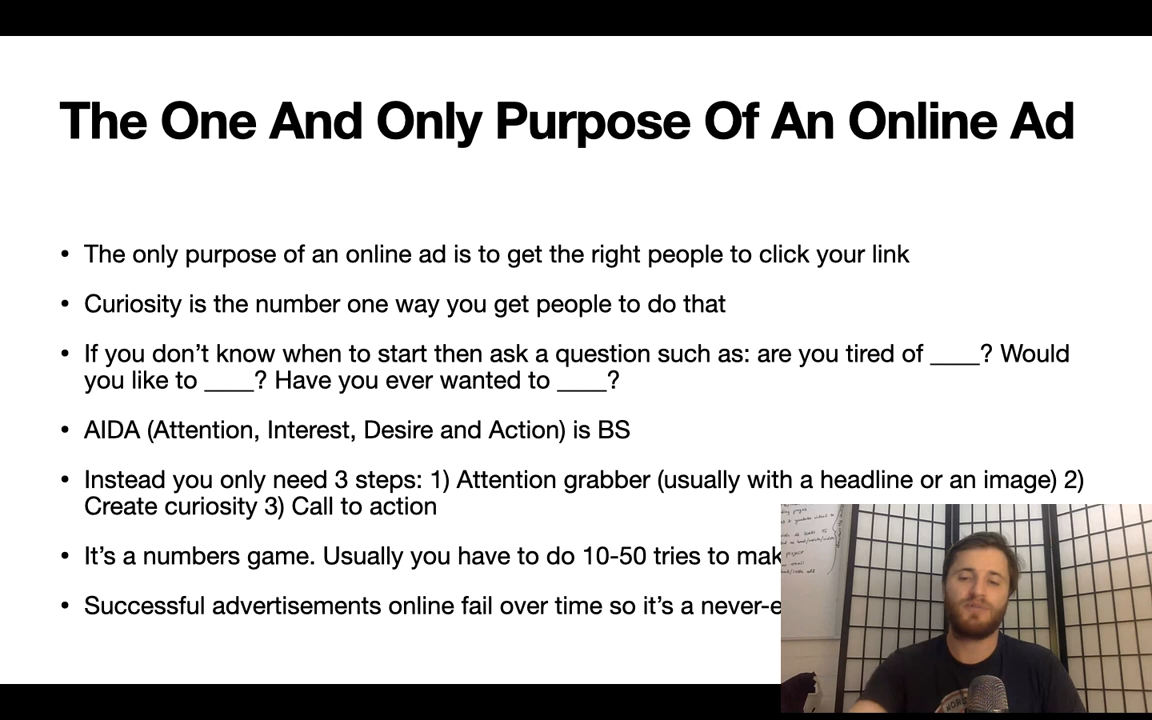 The One And Only Purpose Of An Online Ad
• The only purpose of an online ad is to get the right people to click your link
• Curiosity is the number one way you get people to do that
• If you don’t know when to start then ask a question such as: are you tired of ____? Would
you like to ____? Have you ever wanted to ____?
• AIDA (Attention, Interest, Desire and Action) is BS
• Instead you only need 3 steps: 1) Attention grabber (usually with a headline or an image) 2)
Create curiosity 3) Call to action
• It’s a numbers game. Usually you have to do 10-50 tries to mak
• Successful advertisements online fail over time so it’s a never-e